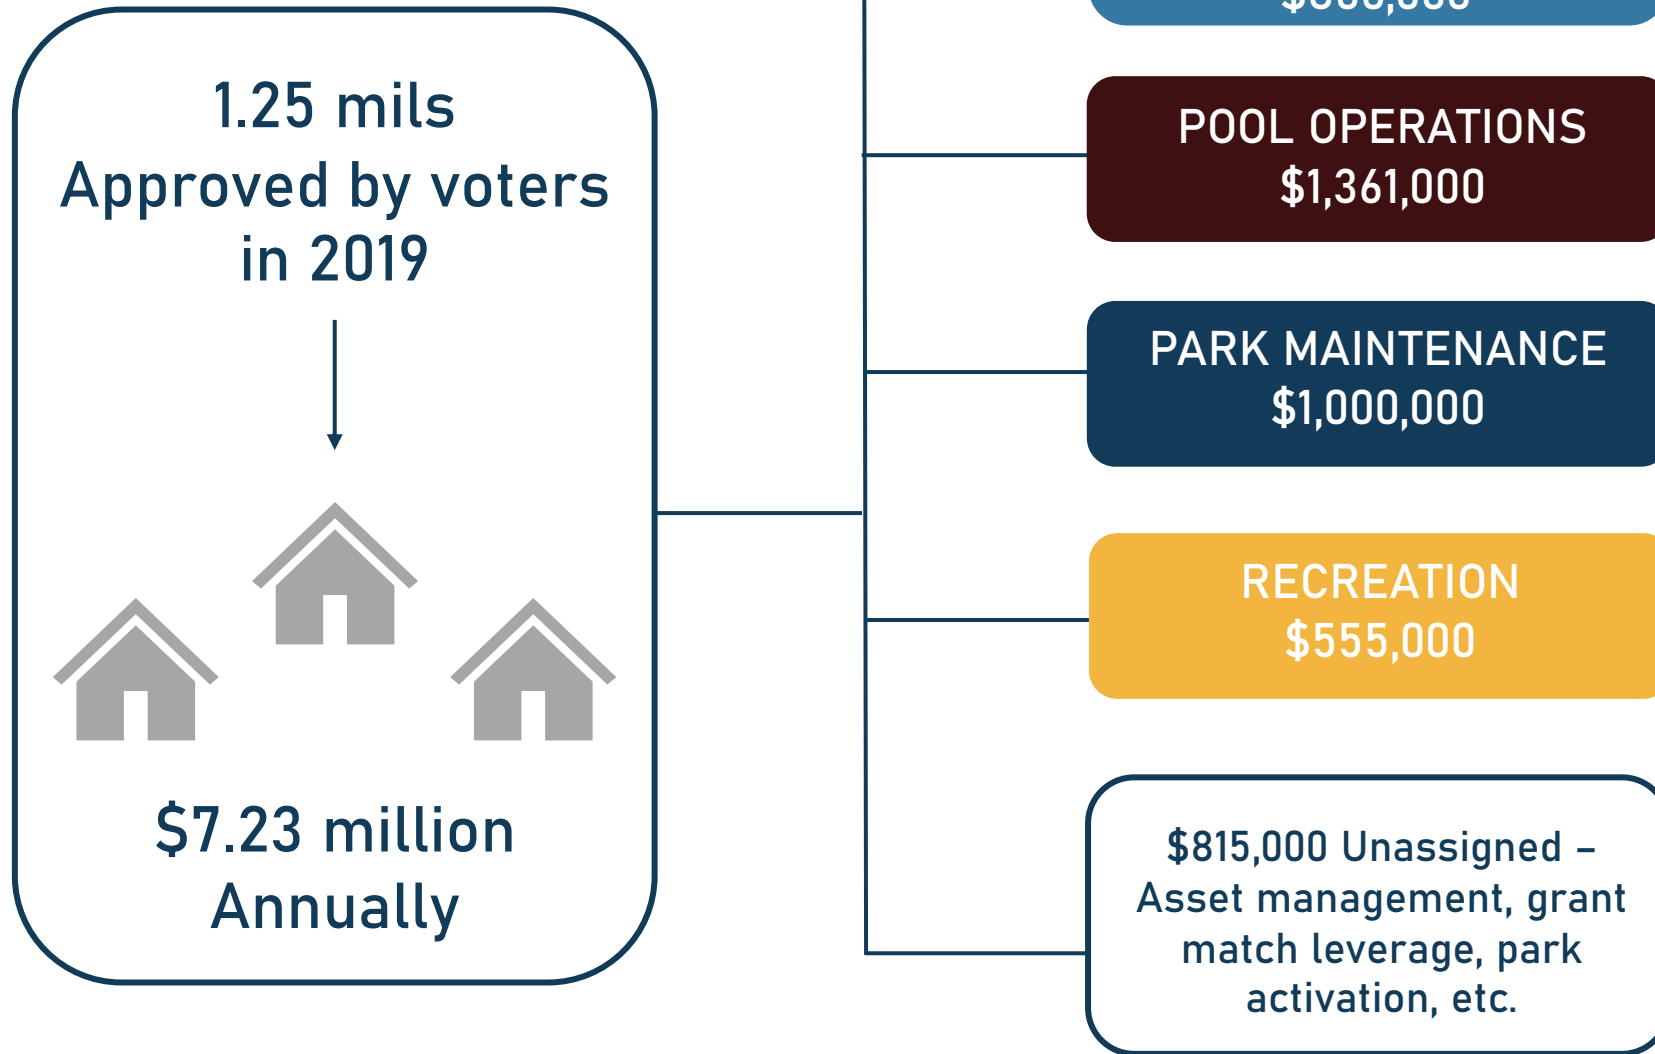 1.25 mils
Approved by voters
in 2019
$7.23 million
Annually
POOL OPERATIONS
$1,361,000
PARK MAINTENANCE
$1,000,000
RECREATION
$555,000
$815,000 Unassigned –
Asset management, grant
match leverage, park
activation, etc.